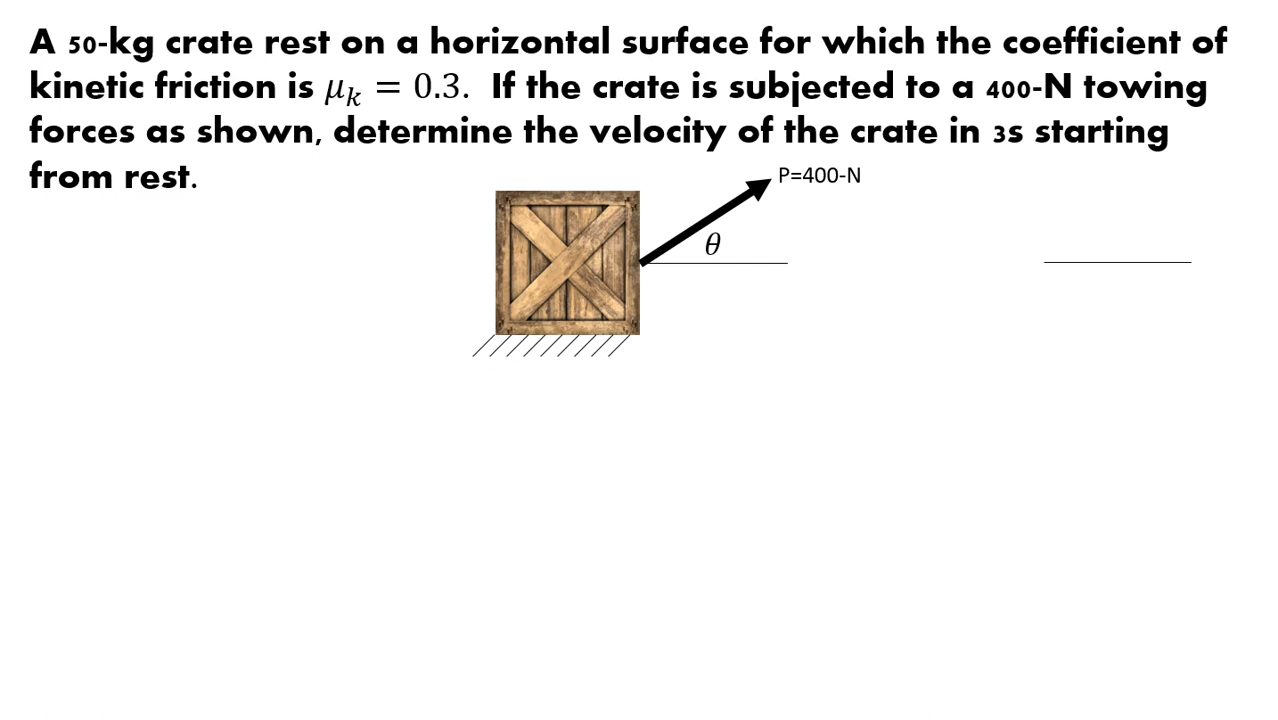 A 50-kg crate rest on a horizontal surface for which the coefficient of
kinetic friction is μₖ = 0.3. If the crate is subjected to a 400-N towing
forces as shown, determine the velocity of the crate in 3s starting
from rest.
P=400-N
θ